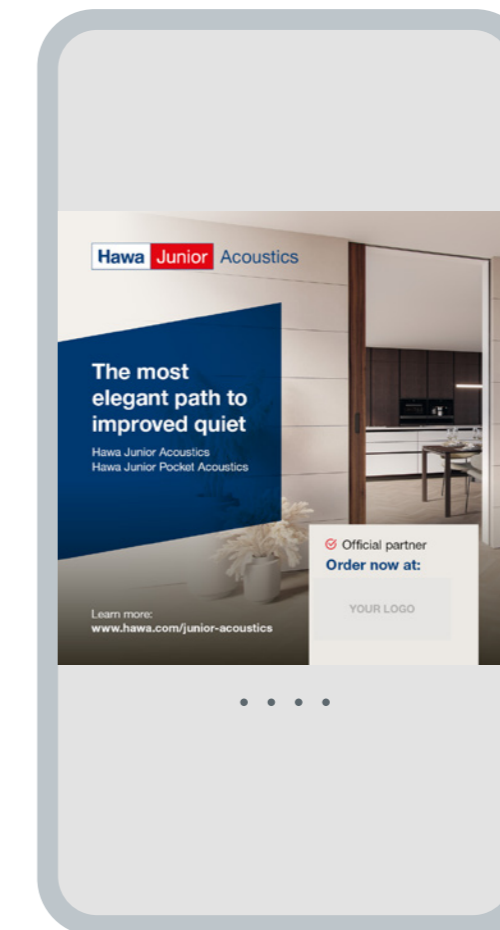 Hawa Junior Acoustics
The most
elegant path to
improved quiet
Hawa Junior Acoustics
Hawa Junior Pocket Acoustics
Official partner
Order now at:
YOUR LOGO
Learn more:
www.hawa.com/junior-acoustics